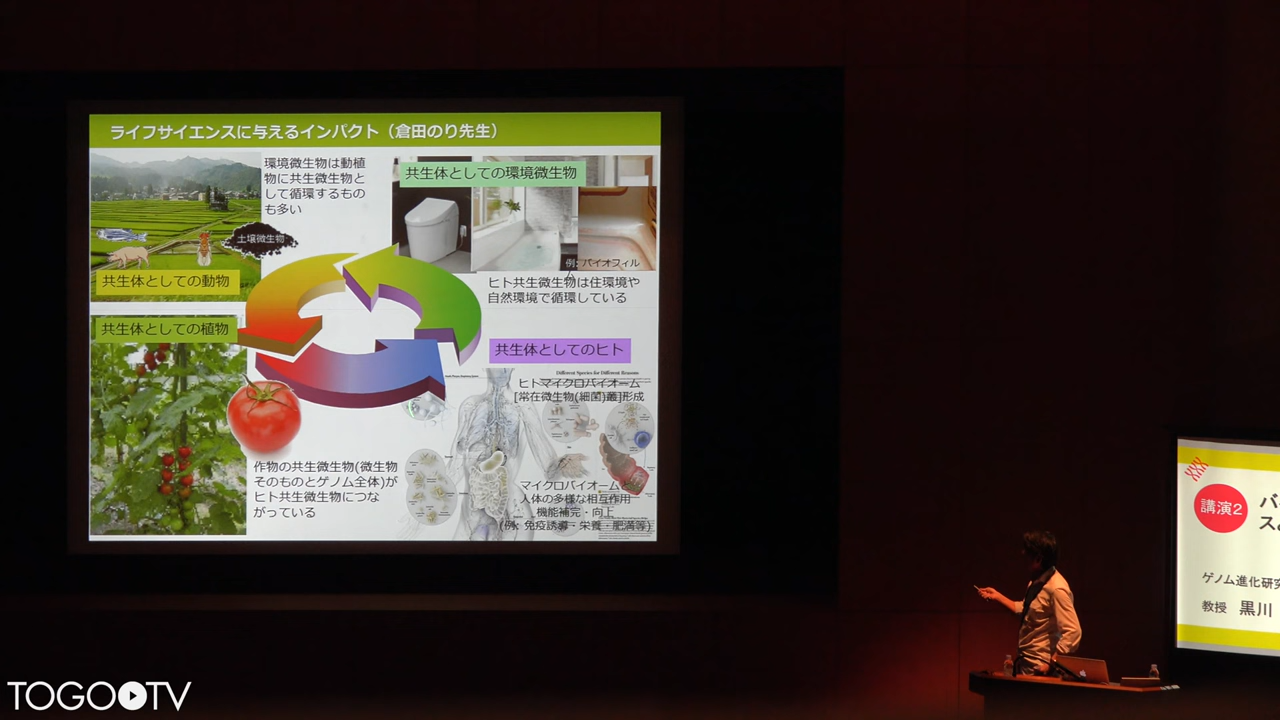 ライフサイエンスに与えるインパクト（倉田のり先生）
環境微生物は動植
物に共生微生物と
して循環するもの
も多い
土壌微生物
共生体としての動物
共生体としての環境微生物
例: バイオフィル
ム
ヒト共生微生物は住環境や
自然環境で循環している
共生体としての植物
共生体としてのヒト
Different Species for Different Reasons
ヒトマイクロバイオーム
[常在微生物(細菌)叢]形成
作物の共生微生物(微生物
そのものとゲノム全体)が
ヒト共生微生物につな
がっている
マイクロバイオームと
人体の多様な相互作用
機能補完・向上
(例: 免疫誘導・栄養・肥満等)
講演2
バ
スっ
ゲノム進化研究
教授 黒川
TOGOTV